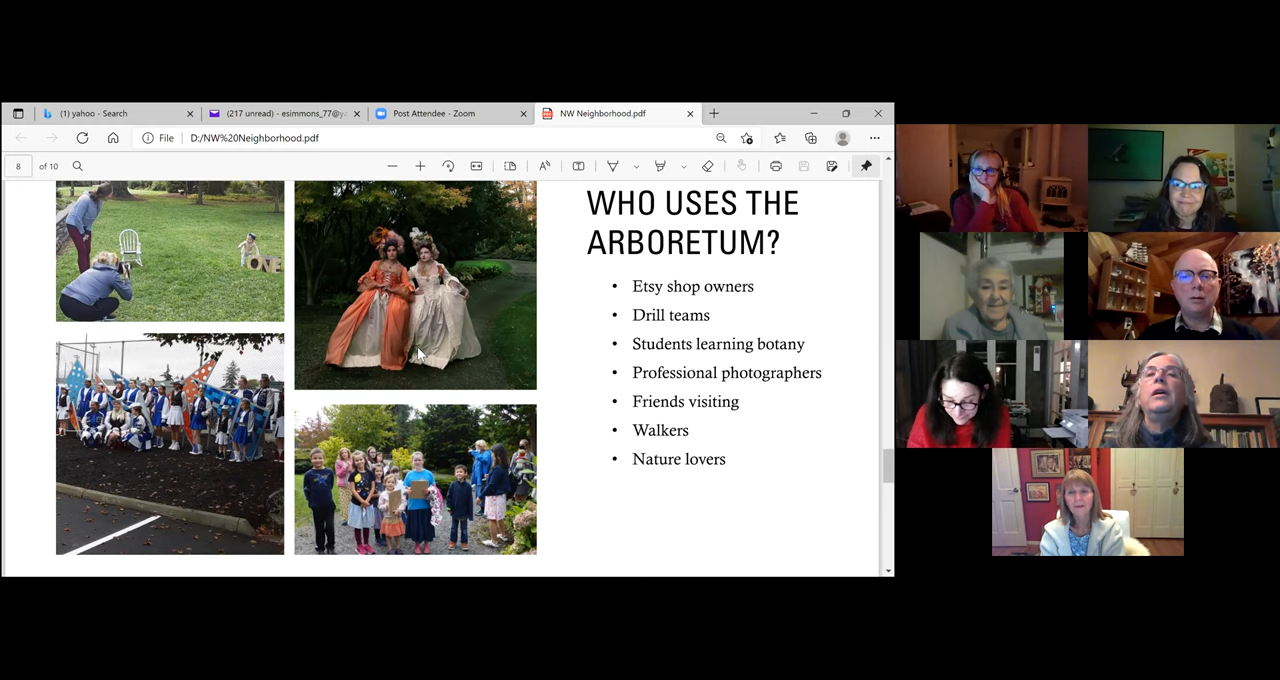 (1) yahoo - Search
(217 unread) - esimmons_77@y
Post Attendee - Zoom
NW Neighborhood.pdf
File
D:/NW%20Neighborhood.pdf
8 of 10
WHO USES THE
ARBORETUM?
• Etsy shop owners
• Drill teams
• Students learning botany
• Professional photographers
• Friends visiting
• Walkers
• Nature lovers
ONE